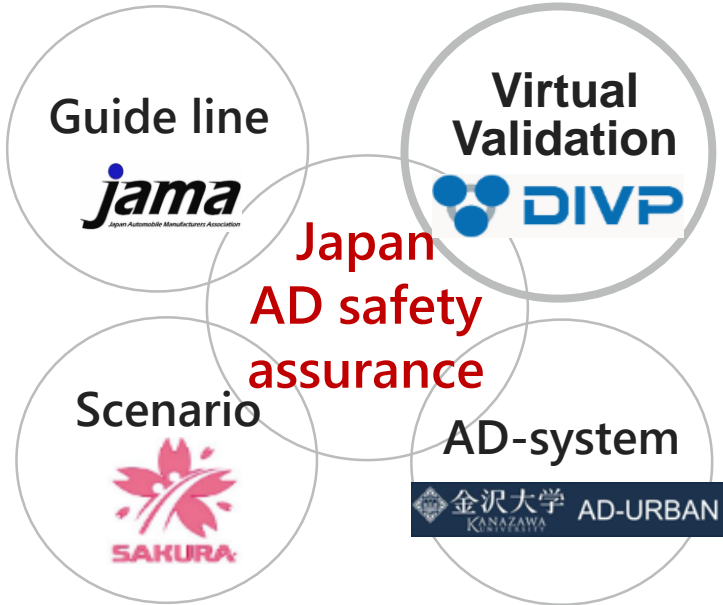 Guide line
jama
Japan Automobile Manufacturers Association
Virtual
Validation
DIVP
Japan
AD safety
assurance
Scenario
SAKURA
AD-system
金沢大学
KANAZAWA
UNIVERSITY
AD-URBAN